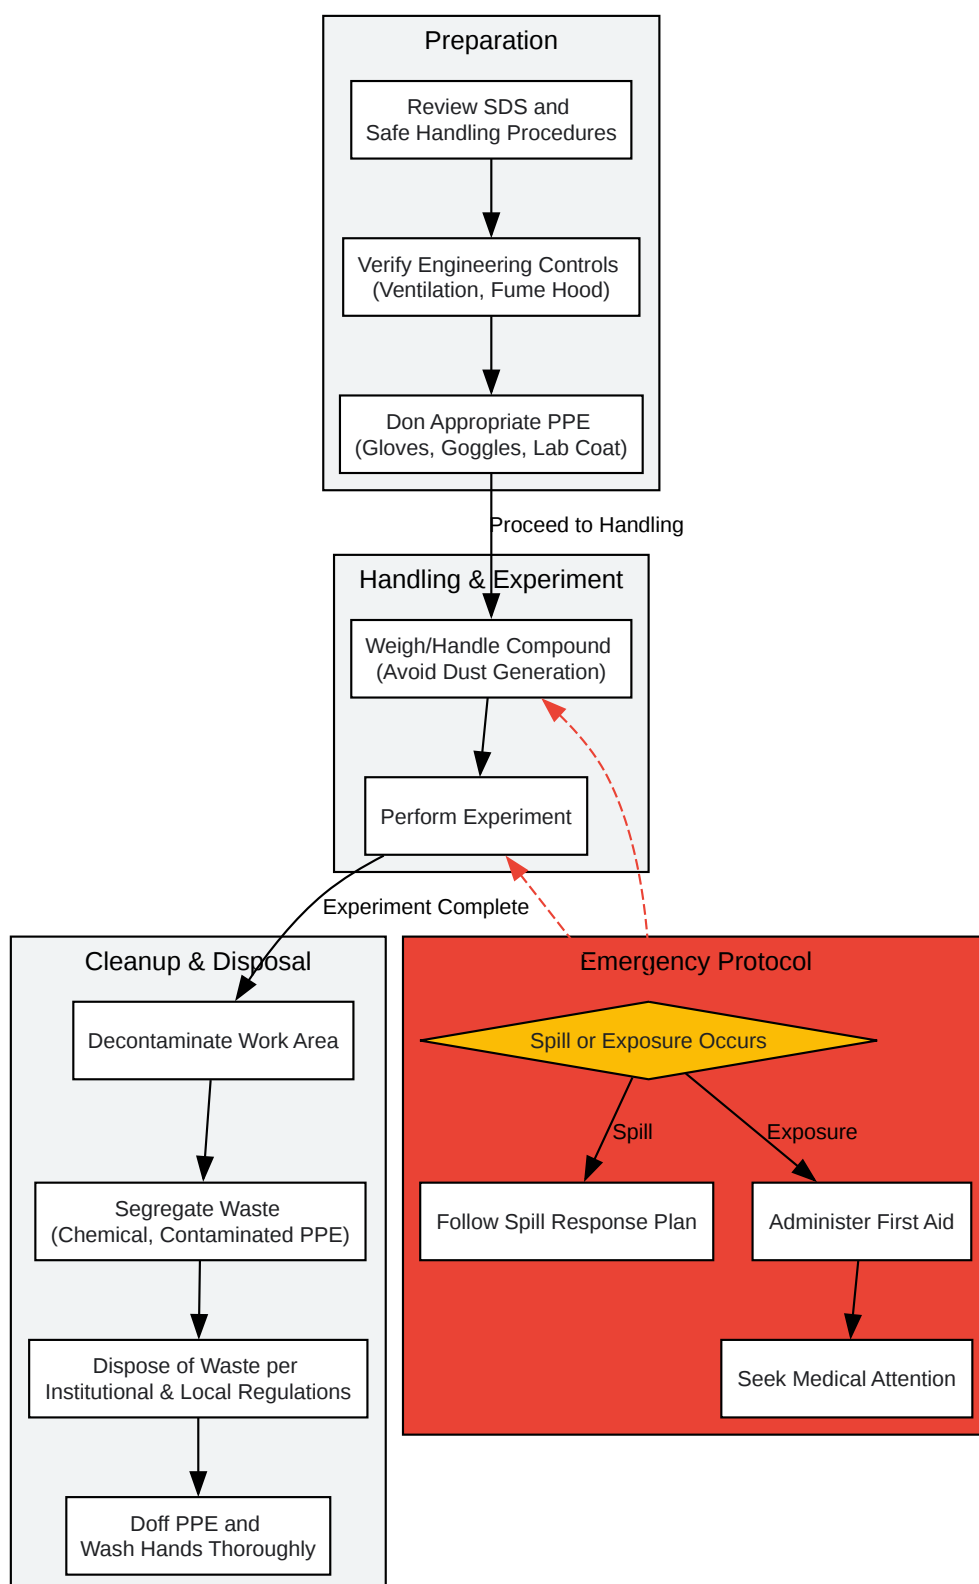 Preparation
Review SDS and
Safe Handling Procedures
Verify Engineering Controls
(Ventilation, Fume Hood)
Don Appropriate PPE
(Gloves, Goggles, Lab Coat)
Proceed to Handling
Handling & Experiment
Weigh/Handle Compound
(Avoid Dust Generation)
Perform Experiment
Experiment Complete
Cleanup & Disposal
Decontaminate Work Area
Segregate Waste
(Chemical, Contaminated PPE)
Dispose of Waste per
Institutional & Local Regulations
Doff PPE and
Wash Hands Thoroughly
Emergency Protocol
Spill or Exposure Occurs
Spill
Exposure
Follow Spill Response Plan
Administer First Aid
Seek Medical Attention